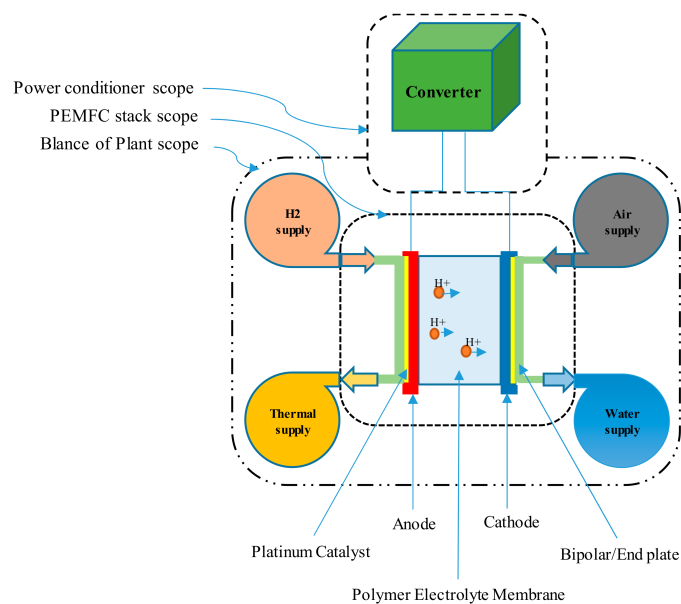 Converter
Power conditioner scope
PEMFC stack scope
Blance of Plant scope
H2
supply
Air
supply
H+
H+
H+
Thermal
supply
Water
supply
Anode
Cathode
Platinum Catalyst
Bipolar/End plate
Polymer Electrolyte Membrane